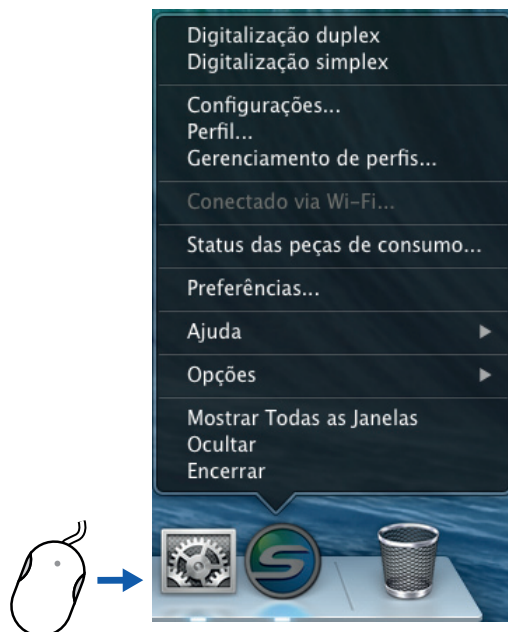 Digitalização duplex
Digitalização simplex
Configurações...
Perfil...
Gerenciamento de perfis...
Conectado via Wi-Fi...
Status das peças de consumo...
Preferências...
Ajuda
Opções
Mostrar Todas as Janelas
Ocultar
Encerrar
S